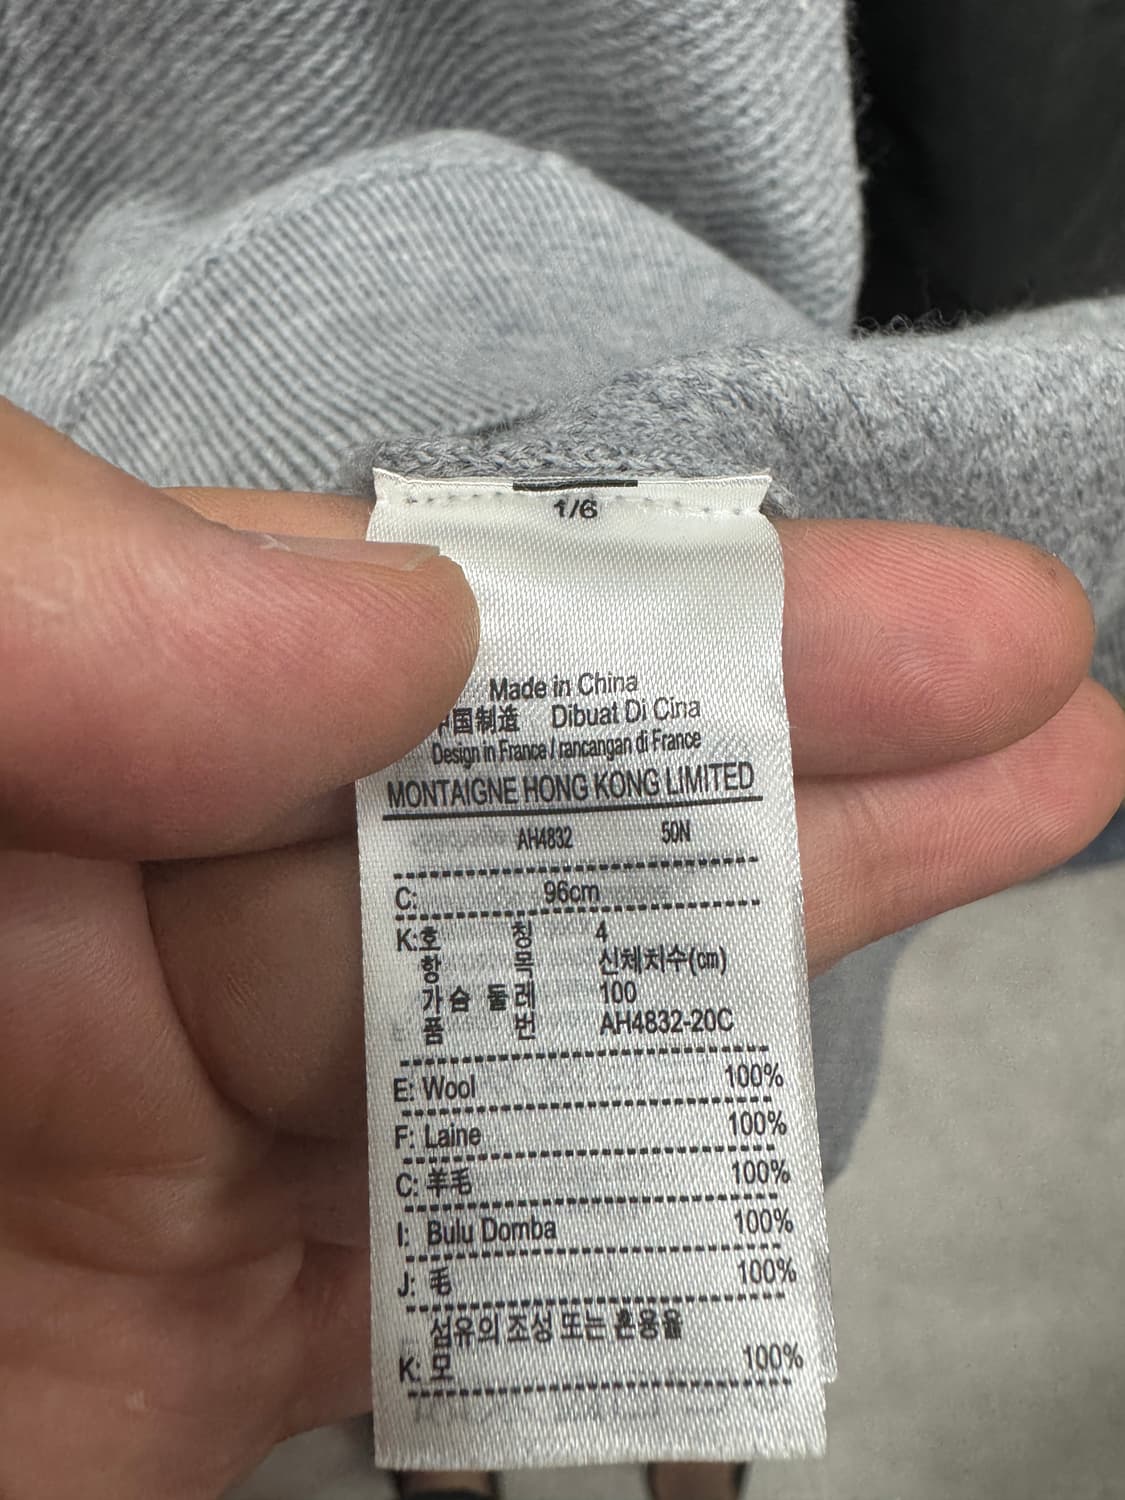 1/6
Made in China
中国制造 Dibuat Di Cina
Design in France / rancangan di France
MONTAIGNE HONG KONG LIMITED
AH4832 50N
C: 96cm
K: 호 칭 4
항 목 신체치수(㎝)
가 슴 둘 레 100
품 번 AH4832-20C
E: Wool 100%
F: Laine 100%
C: 羊毛 100%
I: Bulu Domba 100%
J: 毛 100%
섬유의 조성 또는 혼용율
K: 모 100%